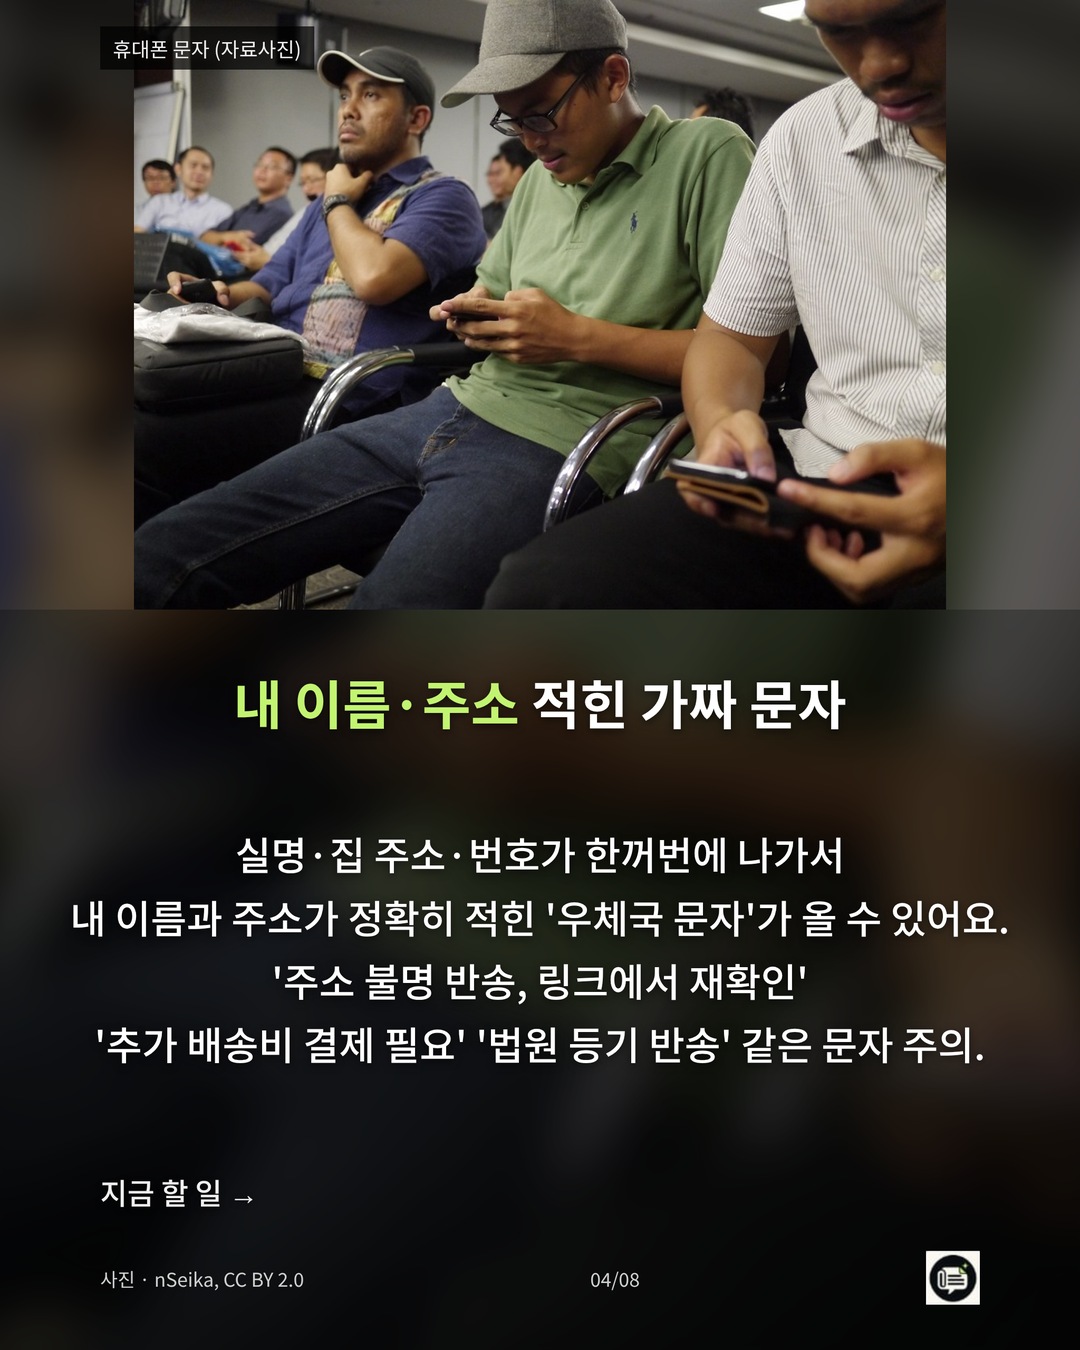 휴대폰 문자 (자료사진)
내 이름·주소 적힌 가짜 문자
실명·집 주소·번호가 한꺼번에 나가서
내 이름과 주소가 정확히 적힌 '우체국 문자'가 올 수 있어요.
'주소 불명 반송, 링크에서 재확인'
'추가 배송비 결제 필요' '법원 등기 반송' 같은 문자 주의.
지금 할 일 →
사진 · nSeika, CC BY 2.0
04/08